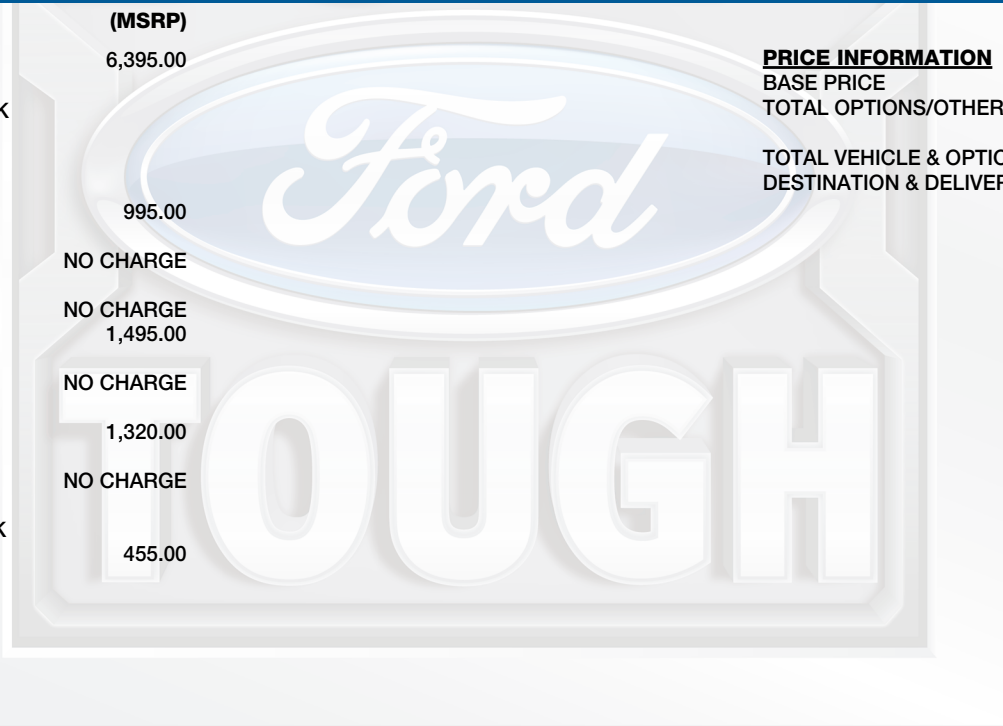 (MSRP)
6,395.00
K
995.00
NO CHARGE
NO CHARGE
1,495.00
NO CHARGE
1,320.00
NO CHARGE
K
455.00
PRICE INFORMATION
BASE PRICE
TOTAL OPTIONS/OTHER
TOTAL VEHICLE & OPTIO
DESTINATION & DELIVER
Ford
TOUGH